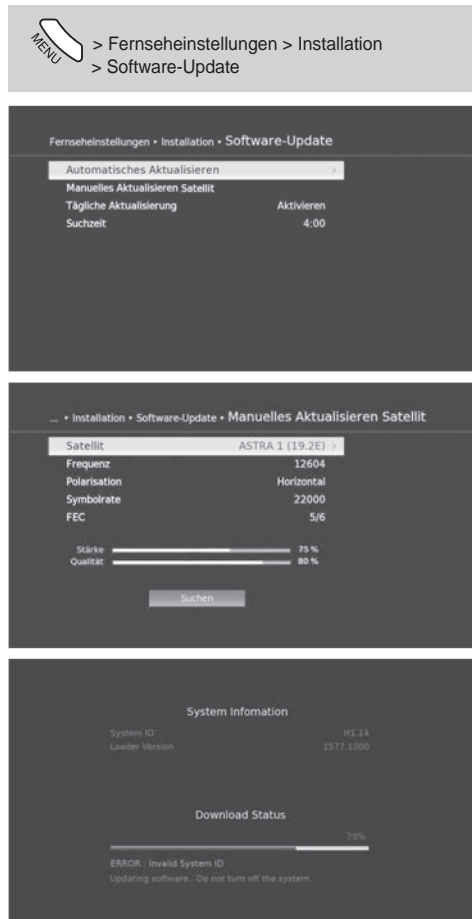 MENU > Fernseheinstellungen > Installation
> Software-Update
Fernseheinstellungen • Installation • Software-Update
Automatisches Aktualisieren >
Manuelles Aktualisieren Satellit
Tägliche Aktualisierung Aktivieren
Suchzeit 4:00
... • Installation • Software-Update • Manuelles Aktualisieren Satellit
Satellit ASTRA 1 (19.2E) >
Frequenz 12604
Polarisation Horizontal
Symbolrate 22000
FEC 5/6
Stärke 75 %
Qualität 80 %
Suchen
System Infomation
System ID H1.14
Loader Version 1577.1000
Download Status
70%
ERROR : Invalid System ID
Updating software.. Do not turn off the system.